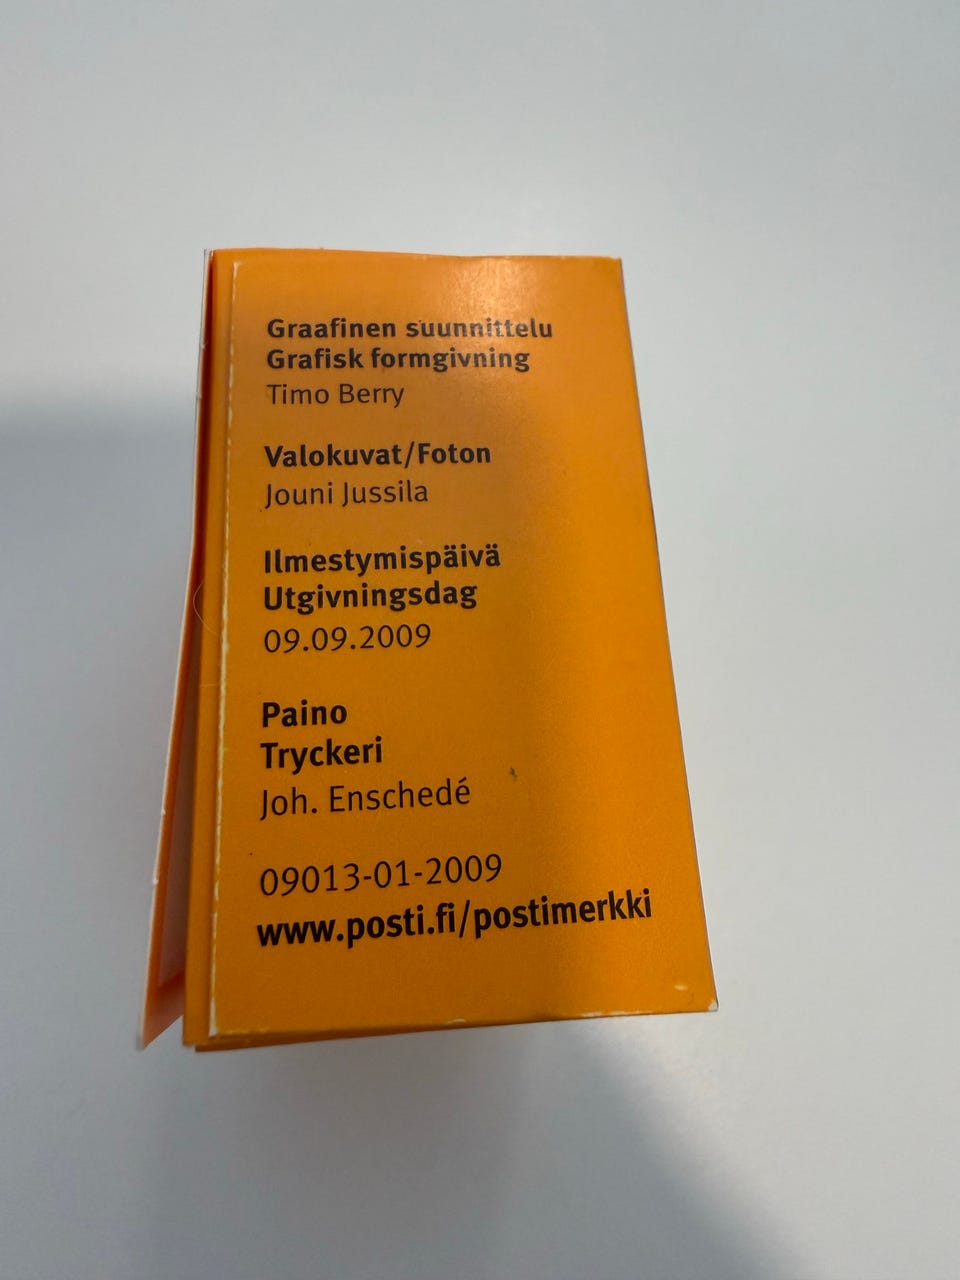 Graafinen suunnittelu
Grafisk formgivning
Timo Berry
Valokuvat/Foton
Jouni Jussila
Ilmestymispäivä
Utgivningsdag
09.09.2009
Paino
Tryckeri
Joh. Enschedé
09013-01-2009
www.posti.fi/postimerkki